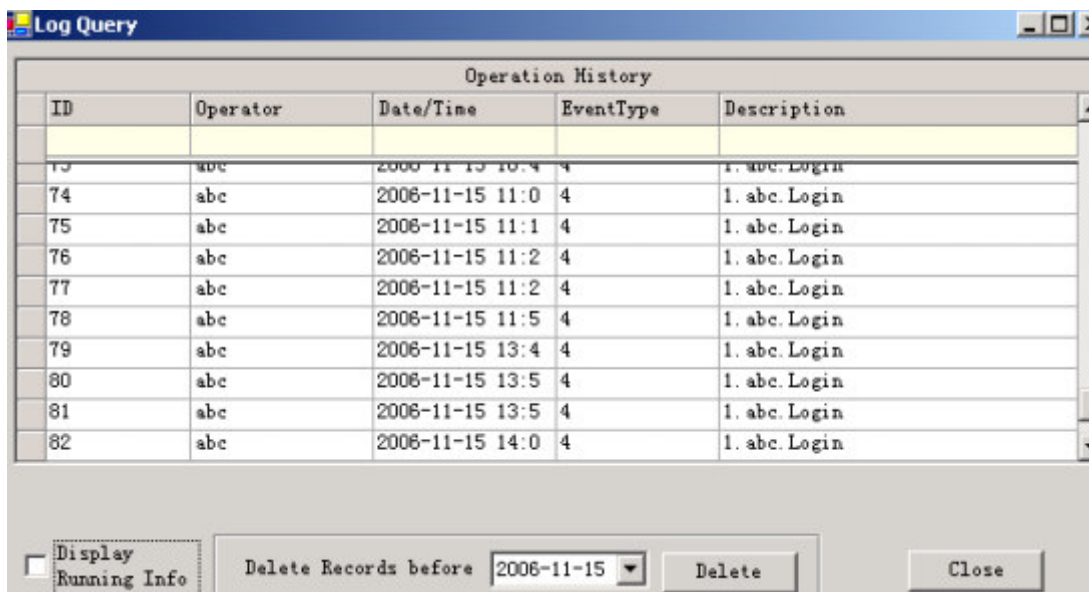 Log Query
Operation History
ID Operator Date/Time EventType Description
abc 4 1. abc. Login
74 abc 2006-11-15 11:0 4 1. abc. Login
75 abc 2006-11-15 11:1 4 1. abc. Login
76 abc 2006-11-15 11:2 4 1. abc. Login
77 abc 2006-11-15 11:2 4 1. abc. Login
78 abc 2006-11-15 11:5 4 1. abc. Login
79 abc 2006-11-15 13:4 4 1. abc. Login
80 abc 2006-11-15 13:5 4 1. abc. Login
81 abc 2006-11-15 13:5 4 1. abc. Login
82 abc 2006-11-15 14:0 4 1. abc. Login
Display
Running Info
Delete Records before 2006-11-15 Delete Close